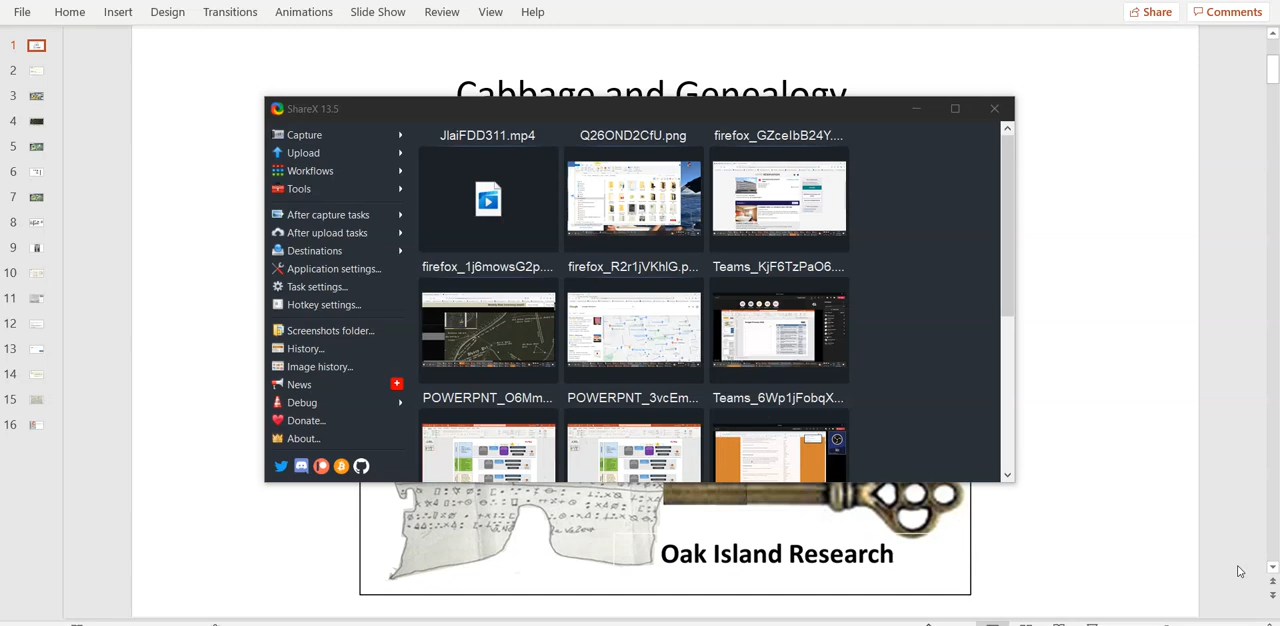 File Home Insert Design Transitions Animations Slide Show Review View Help Share Comments
1
2
3
4
5
6
7
8
9
10
11
12
13
14
15
16
Cabbage and Genealogy
ShareX 13.5
Capture
Upload
Workflows
Tools
After capture tasks
After upload tasks
Destinations
Application settings...
Task settings...
Hotkey settings...
Screenshots folder...
History...
Image history...
News
Debug
Donate...
About...
JlaiFDD311.mp4 Q26OND2CfU.png firefox_GZceIbB24Y....
firefox_1j6mowsG2p.... firefox_R2r1jVKhlG.p... Teams_KjF6TzPaO6....
POWERPNT_O6Mm... POWERPNT_3vcEm... Teams_6Wp1jFobqX...
Oak Island Research